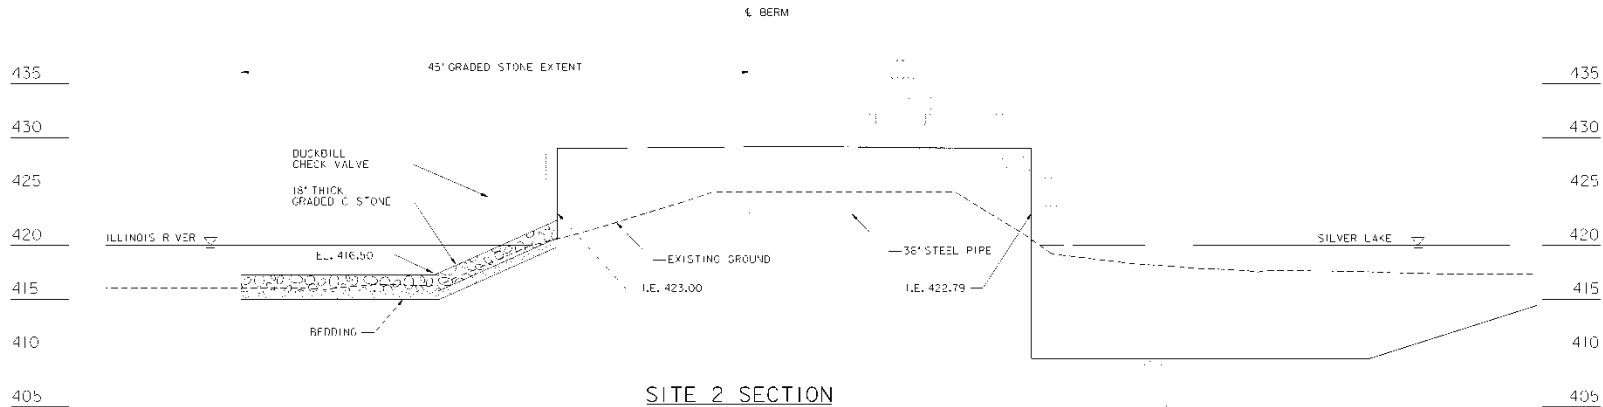 ℄ BERM
45' GRADED STONE EXTENT
435
435
430
430
DUCKBILL
CHECK VALVE
425
425
18" THICK
GRADED C STONE
ILLINOIS R VER
420
SILVER LAKE
420
EL. 416.50
EXISTING GROUND
36" STEEL PIPE
415
I.E. 423.00
I.E. 422.79
415
BEDDING
410
410
405
SITE 2 SECTION
405